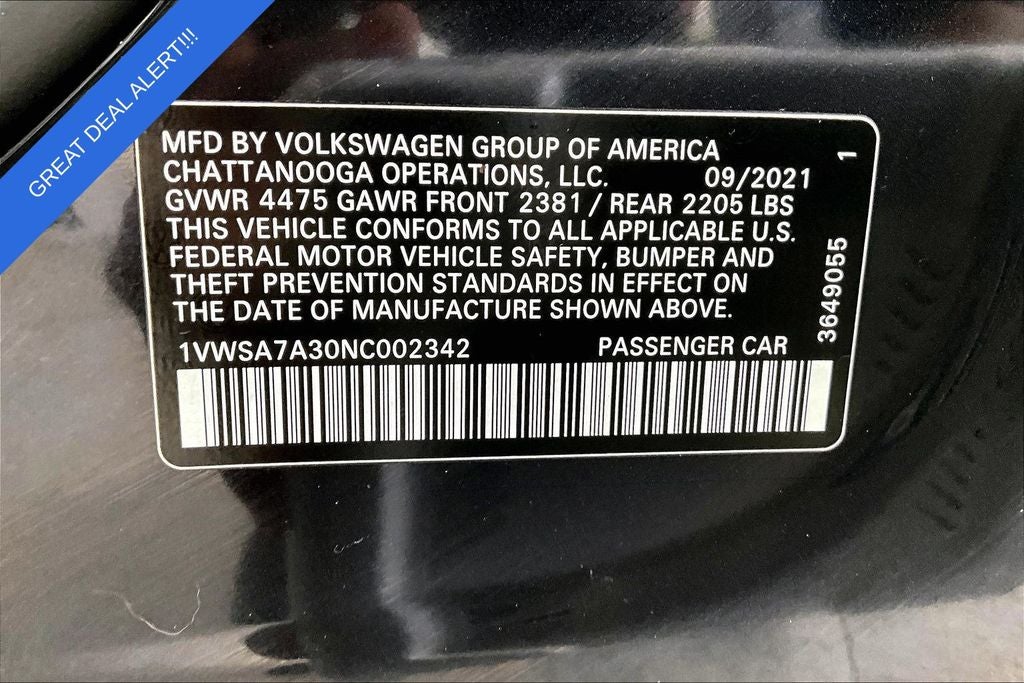 GREAT DEAL ALERT!!!
MFD BY VOLKSWAGEN GROUP OF AMERICA
CHATTANOOGA OPERATIONS, LLC. 09/2021
GVWR 4475 GAWR FRONT 2381 / REAR 2205 LBS
THIS VEHICLE CONFORMS TO ALL APPLICABLE U.S.
FEDERAL MOTOR VEHICLE SAFETY, BUMPER AND
THEFT PREVENTION STANDARDS IN EFFECT ON
THE DATE OF MANUFACTURE SHOWN ABOVE.
1VWSA7A30NC002342 PASSENGER CAR
3649055 1